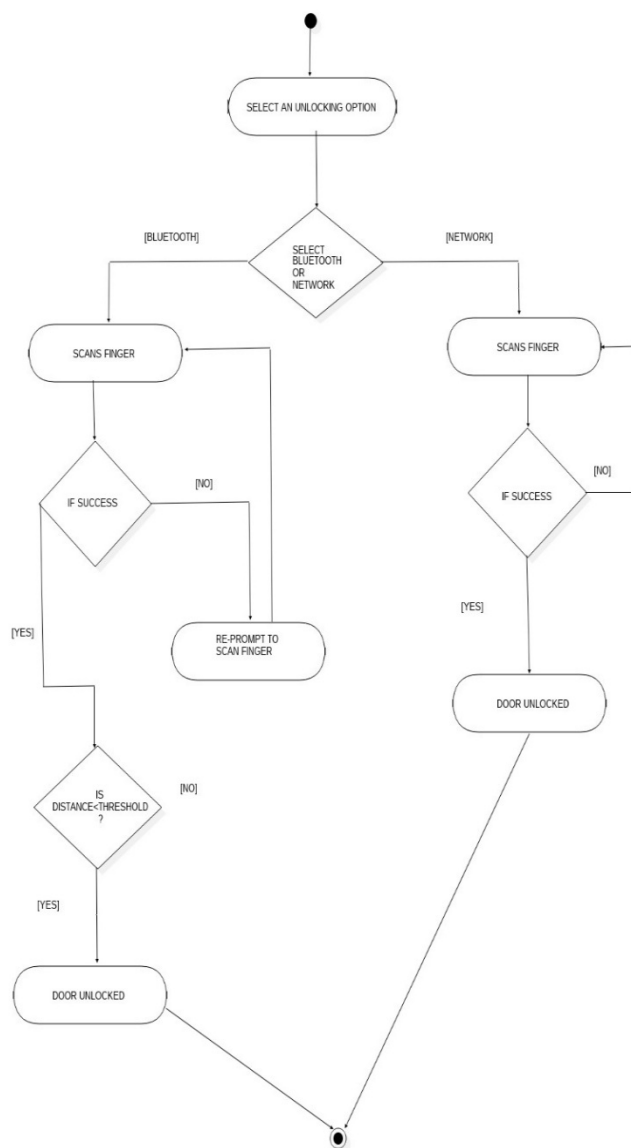 SELECT AN UNLOCKING OPTION
[BLUETOOTH]
[NETWORK]
SELECT
BLUETOOTH
OR
NETWORK
SCANS FINGER
SCANS FINGER
IF SUCCESS
[NO]
IF SUCCESS
[NO]
[YES]
RE-PROMPT TO
SCAN FINGER
[YES]
DOOR UNLOCKED
IS
DISTANCE<THRESHOLD
?
[NO]
[YES]
DOOR UNLOCKED